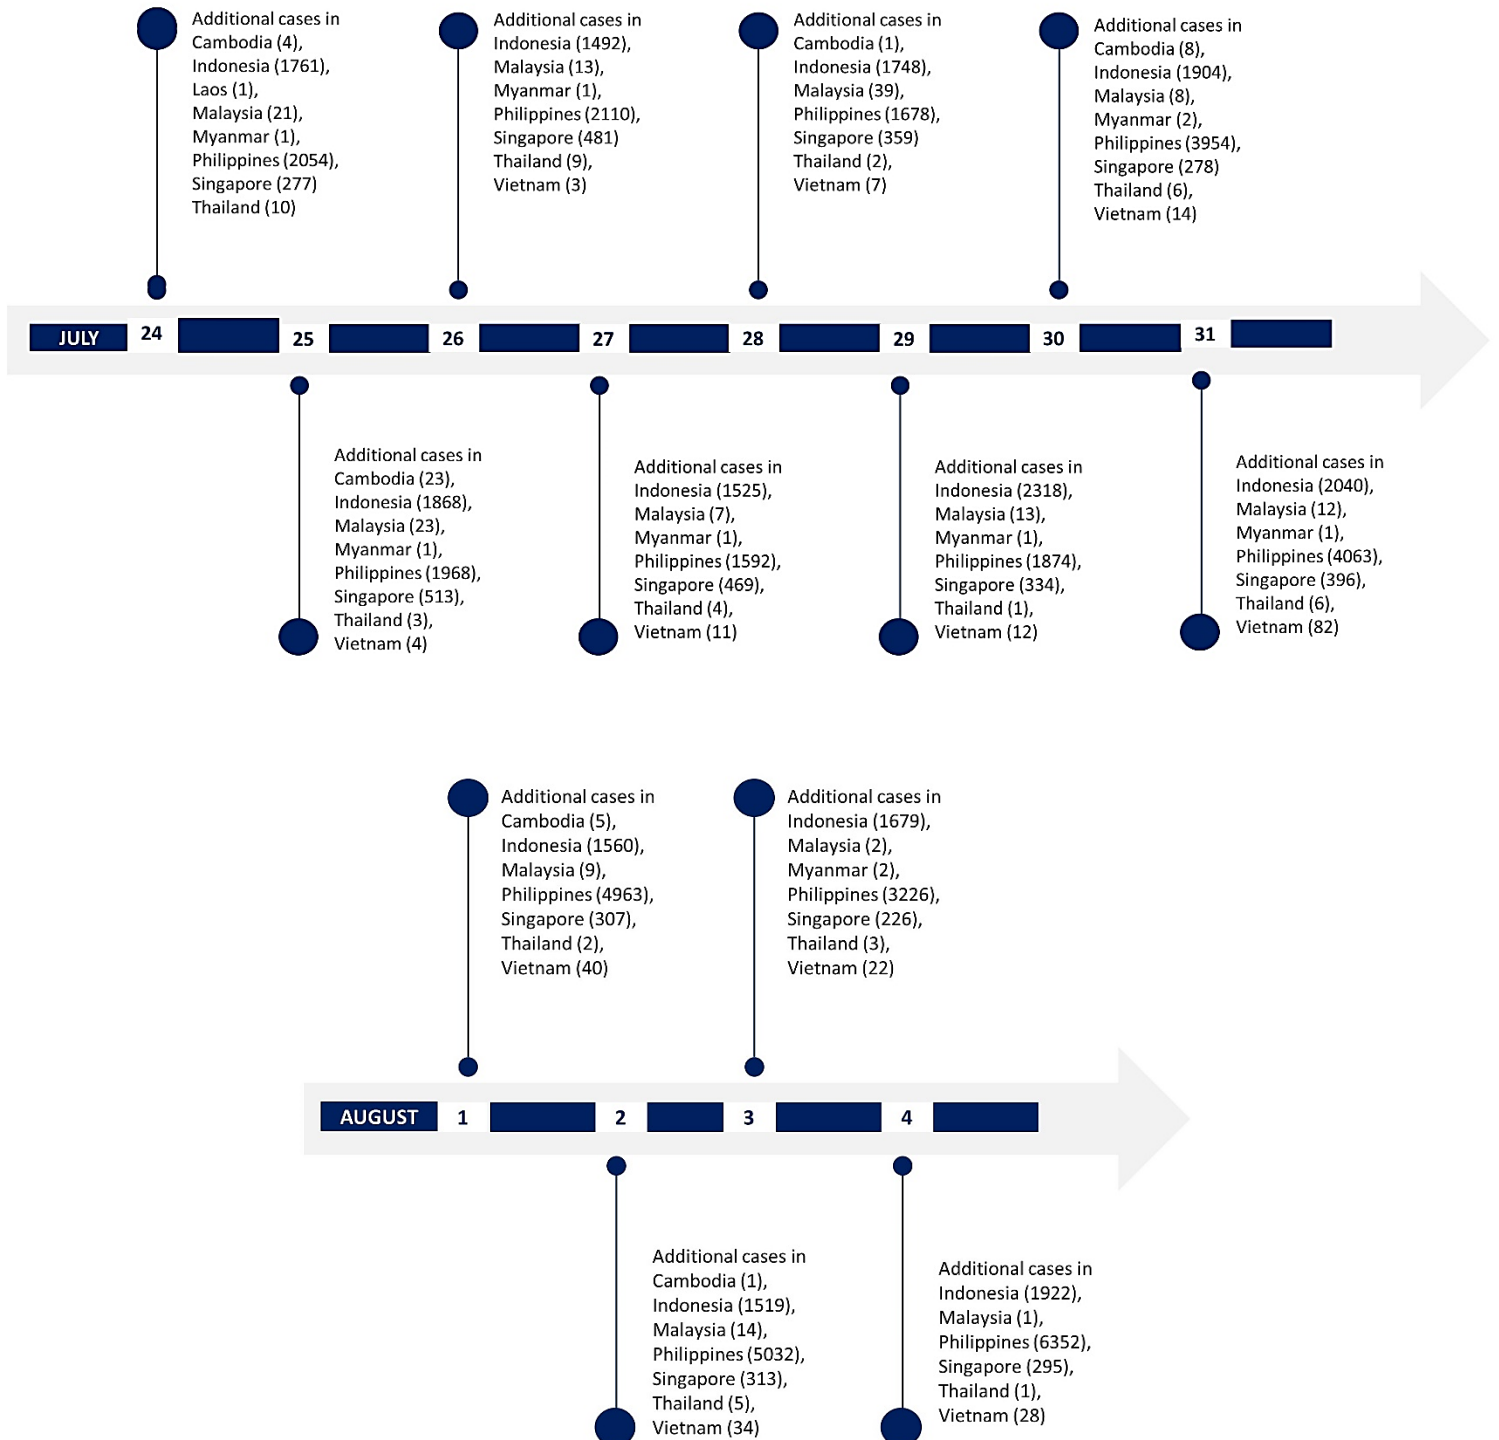 Additional cases in
Cambodia (4),
Indonesia (1761),
Laos (1),
Malaysia (21),
Myanmar (1),
Philippines (2054),
Singapore (277)
Thailand (10)
Additional cases in
Indonesia (1492),
Malaysia (13),
Myanmar (1),
Philippines (2110),
Singapore (481)
Thailand (9),
Vietnam (3)
Additional cases in
Cambodia (1),
Indonesia (1748),
Malaysia (39),
Philippines (1678),
Singapore (359)
Thailand (2),
Vietnam (7)
Additional cases in
Cambodia (8),
Indonesia (1904),
Malaysia (8),
Myanmar (2),
Philippines (3954),
Singapore (278)
Thailand (6),
Vietnam (14)
JULY 24 25 26 27 28 29 30 31
Additional cases in
Cambodia (23),
Indonesia (1868),
Malaysia (23),
Myanmar (1),
Philippines (1968),
Singapore (513),
Thailand (3),
Vietnam (4)
Additional cases in
Indonesia (1525),
Malaysia (7),
Myanmar (1),
Philippines (1592),
Singapore (469),
Thailand (4),
Vietnam (11)
Additional cases in
Indonesia (2318),
Malaysia (13),
Myanmar (1),
Philippines (1874),
Singapore (334),
Thailand (1),
Vietnam (12)
Additional cases in
Indonesia (2040),
Malaysia (12),
Myanmar (1),
Philippines (4063),
Singapore (396),
Thailand (6),
Vietnam (82)
Additional cases in
Cambodia (5),
Indonesia (1560),
Malaysia (9),
Philippines (4963),
Singapore (307),
Thailand (2),
Vietnam (40)
Additional cases in
Indonesia (1679),
Malaysia (2),
Myanmar (2),
Philippines (3226),
Singapore (226),
Thailand (3),
Vietnam (22)
AUGUST 1 2 3 4
Additional cases in
Cambodia (1),
Indonesia (1519),
Malaysia (14),
Philippines (5032),
Singapore (313),
Thailand (5),
Vietnam (34)
Additional cases in
Indonesia (1922),
Malaysia (1),
Philippines (6352),
Singapore (295),
Thailand (1),
Vietnam (28)